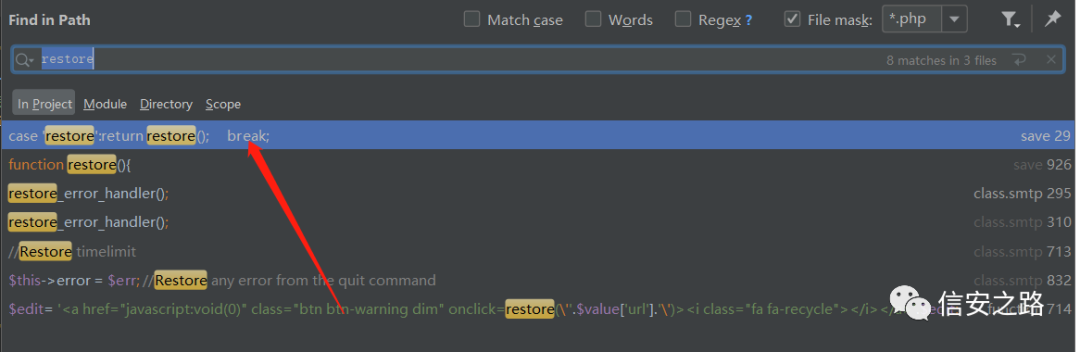 Find in Path Match case Words Regex ? File mask: *.php
restore 8 matches in 3 files
In Project Module Directory Scope
case 'restore':return restore(); break; save 29
function restore(){ save 926
restore_error_handler(); class.smtp 295
restore_error_handler(); class.smtp 310
//Restore timelimit class.smtp 713
$this->error = $err; //Restore any error from the quit command class.smtp 832
$edit= '<a href="javascript:void(0)" class="btn btn-warning dim" onclick=restore(\''.$value['url'].'\')><i class="fa fa-recycle"></i></ 714
信安之路